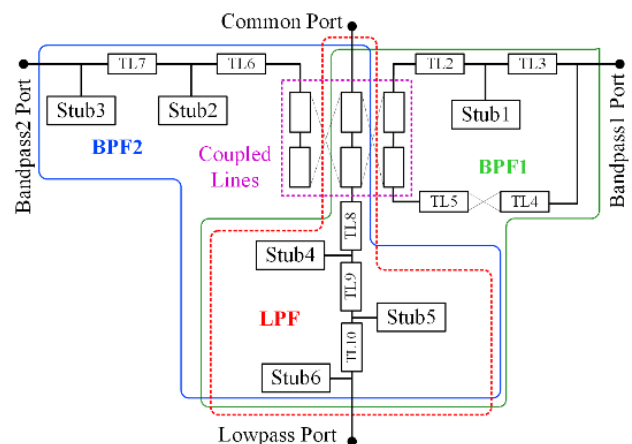 Common Port
Bandpass2 Port
TL7
TL6
TL2
TL3
Bandpass1 Port
Stub3
Stub2
Stub1
BPF2
Coupled
Lines
BPF1
TL5
TL4
TL8
Stub4
TL9
LPF
Stub5
TL10
Stub6
Lowpass Port